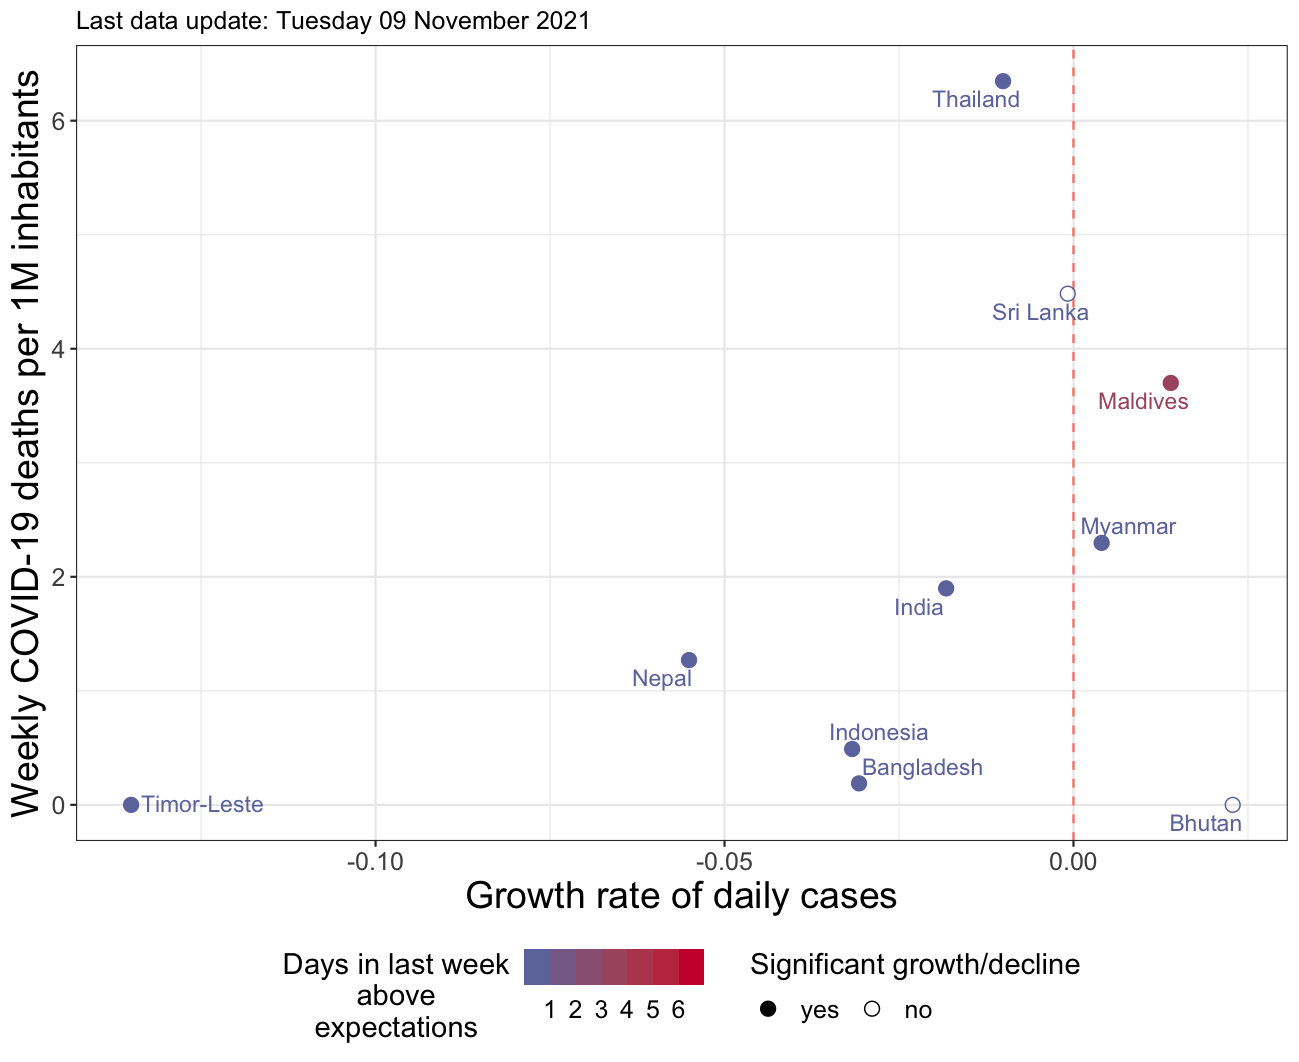 Last data update: Tuesday 09 November 2021
Weekly COVID-19 deaths per 1M inhabitants
6
4
2
0
Thailand
Sri Lanka
Maldives
Myanmar
India
Nepal
Indonesia
Bangladesh
Timor-Leste
Bhutan
-0.10 -0.05 0.00
Growth rate of daily cases
Days in last week
above
expectations
1 2 3 4 5 6
Significant growth/decline
yes no